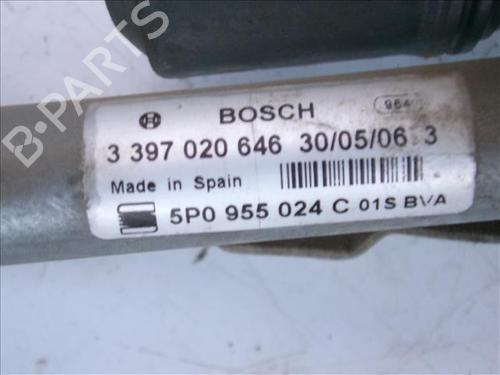 B-PARTS
BOSCH 964
3 397 020 646 30/05/06 3
Made in Spain
5P0 955 024 C 01S BVA